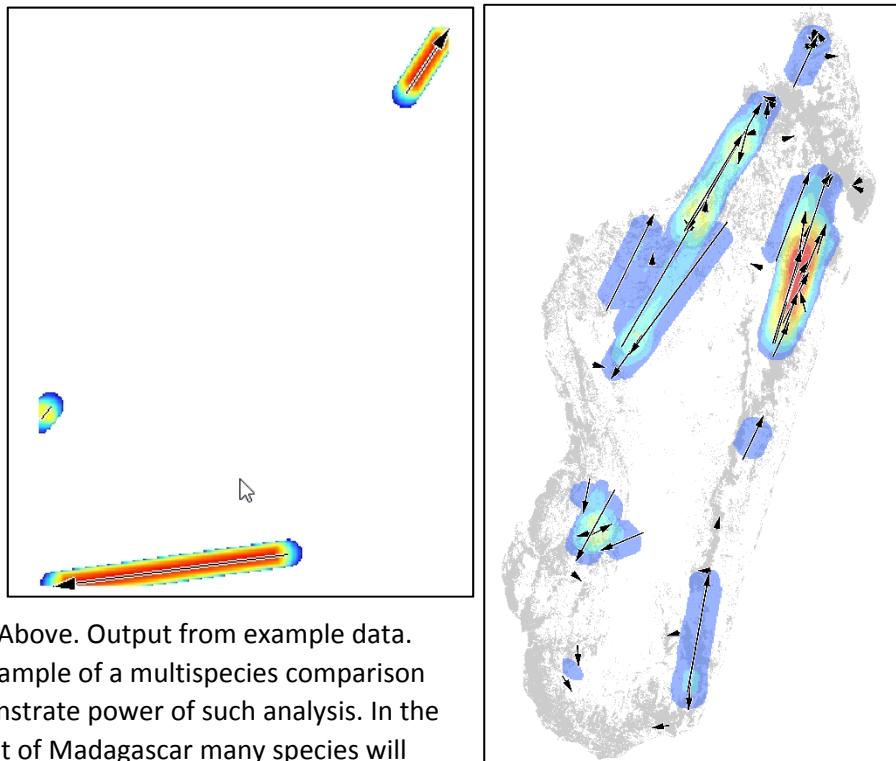 Above. Output from example data.
ample of a multispecies comparison
nstrate power of such analysis. In the
t of Madagascar many species will